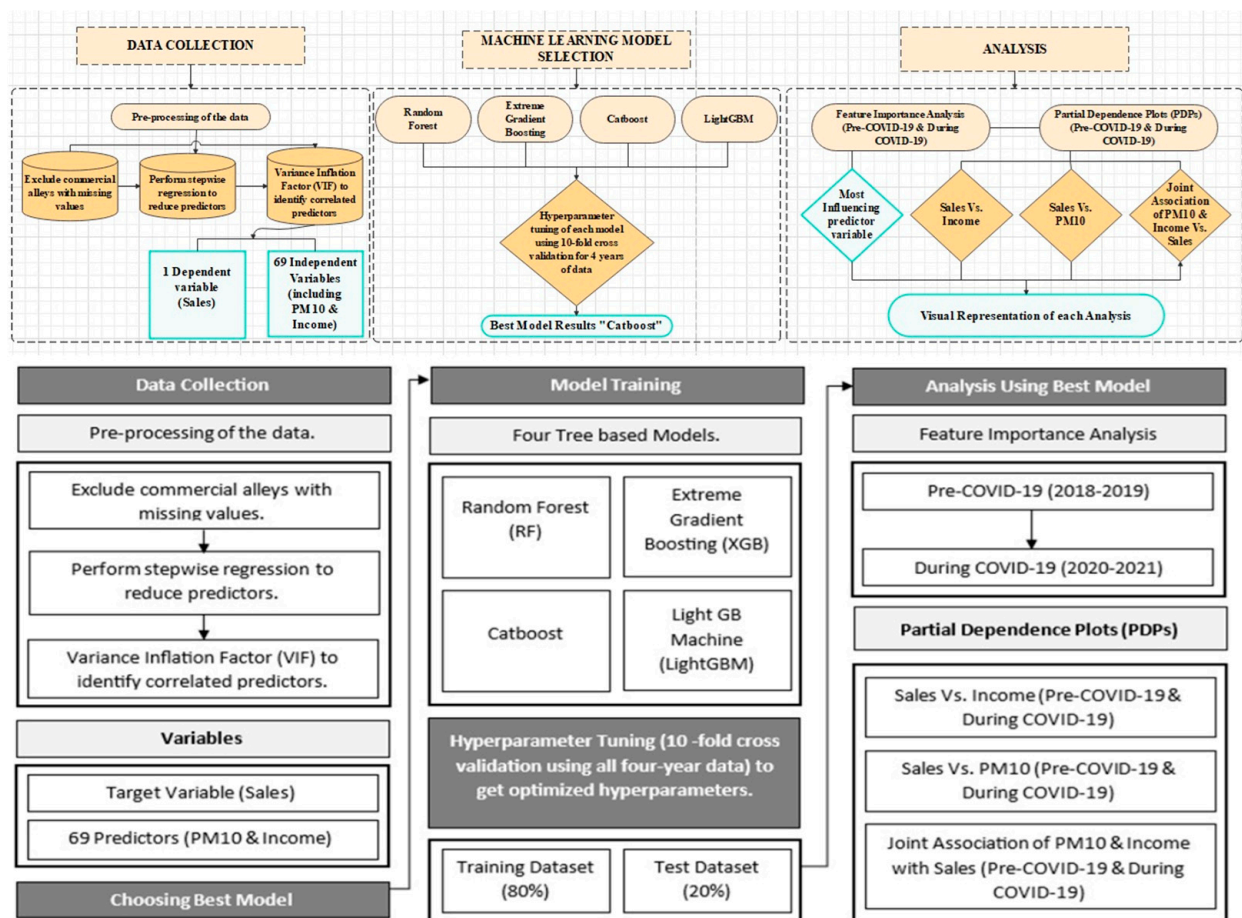 DATA COLLECTION
Pre-processing of the data
Exclude commercial
alleys with missing
values
Perform stepwise
regression to
reduce predictors
Variance Inflation
Factor (VIF) to
identify correlated
predictors
1 Dependent
variable
(Sales)
69 Independent
Variables
(including
PM10 &
Income)
MACHINE LEARNING MODEL
SELECTION
Random
Forest
Extreme
Gradient
Boosting
Catboost
LightGBM
Hyperparameter
tuning of each model
using 10-fold cross
validation for 4 years
of data
Best Model Results "Catboost"
ANALYSIS
Feature Importance Analysis
(Pre-COVID-19 & During
COVID-19)
Partial Dependence Plots (PDPs)
(Pre-COVID-19 & During
COVID-19)
Most
Influencing
predictor
variable
Sales Vs.
Income
Sales Vs.
PM10
Joint
Association
of PM10 &
Income Vs.
Sales
Visual Representation of each Analysis
Data Collection
Pre-processing of the data.
Exclude commercial alleys with
missing values.
Perform stepwise regression to
reduce predictors.
Variance Inflation Factor (VIF) to
identify correlated predictors.
Variables
Target Variable (Sales)
69 Predictors (PM10 & Income)
Choosing Best Model
Model Training
Four Tree based Models.
Random Forest
(RF)
Extreme
Gradient
Boosting (XGB)
Catboost
Light GB
Machine
(LightGBM)
Hyperparameter Tuning (10 -fold cross
validation using all four-year data) to
get optimized hyperparameters.
Training Dataset
(80%)
Test Dataset
(20%)
Analysis Using Best Model
Feature Importance Analysis
Pre-COVID-19 (2018-2019)
During COVID-19 (2020-2021)
Partial Dependence Plots (PDPs)
Sales Vs. Income (Pre-COVID-19 &
During COVID-19)
Sales Vs. PM10 (Pre-COVID-19 &
During COVID-19)
Joint Association of PM10 & Income
with Sales (Pre-COVID-19 & During
COVID-19)